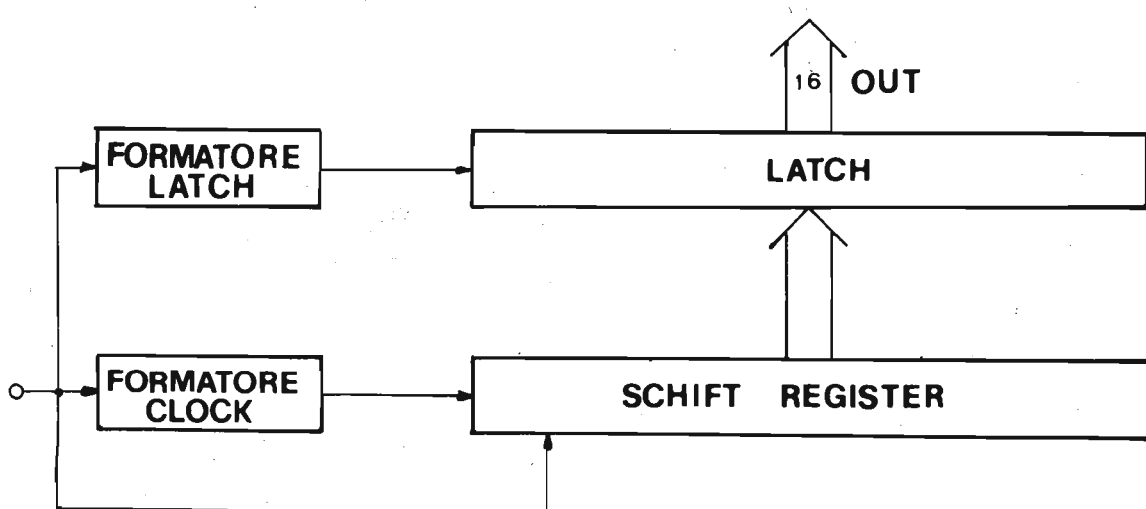 16 OUT
FORMATORE
LATCH
LATCH
FORMATORE
CLOCK
SCHIFT REGISTER